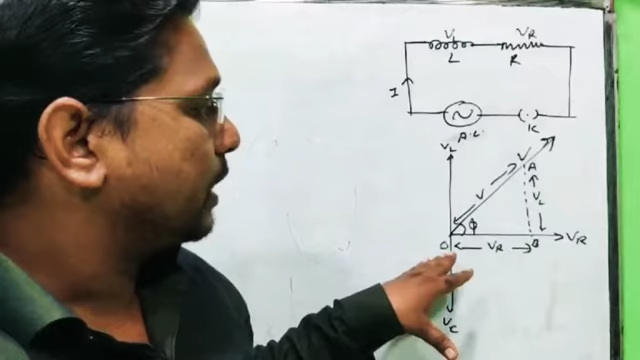 VL VR
L R
I
A.C. K
VL
V A
V VL
φ
O VR B VR
VC